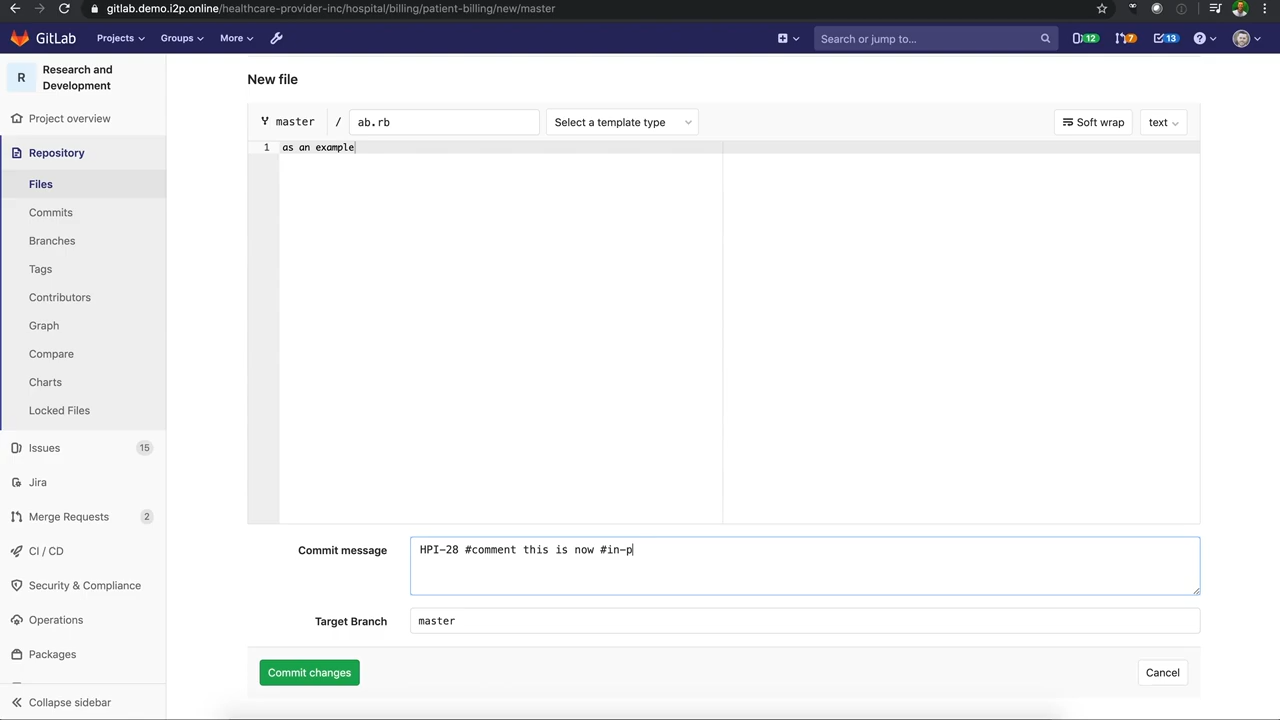 gitlab.demo.i2p.online/healthcare-provider-inc/hospital/billing/patient-billing/new/master
GitLab Projects Groups More Search or jump to... 12 7 13
R Research and
Development
Project overview
Repository
Files
Commits
Branches
Tags
Contributors
Graph
Compare
Charts
Locked Files
Issues 15
Jira
Merge Requests 2
CI / CD
Security & Compliance
Operations
Packages
Collapse sidebar
New file
master / ab.rb Select a template type Soft wrap text
1 as an example
Commit message HPI-28 #comment this is now #in-p
Target Branch master
Commit changes Cancel